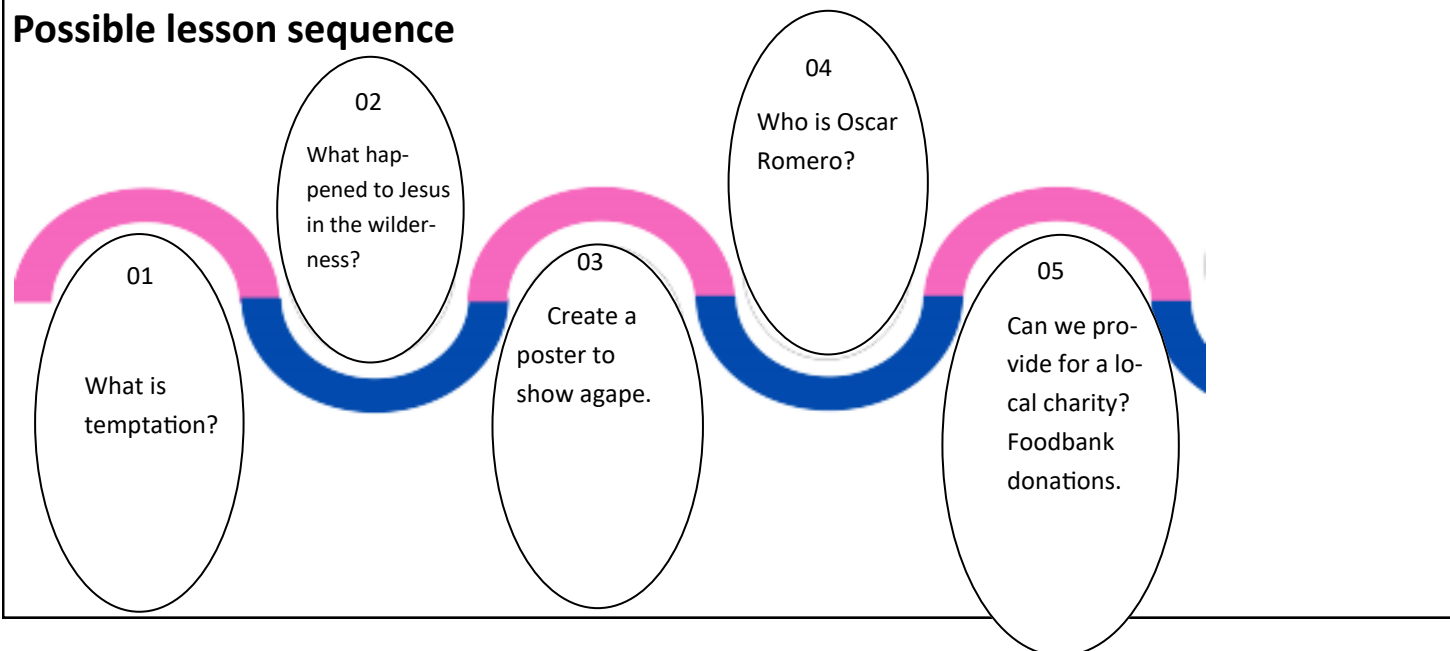 Possible lesson sequence
01
What is
temptation?
02
What hap-
pened to Jesus
in the wilder-
ness?
03
Create a
poster to
show agape.
04
Who is Oscar
Romero?
05
Can we pro-
vide for a lo-
cal charity?
Foodbank
donations.